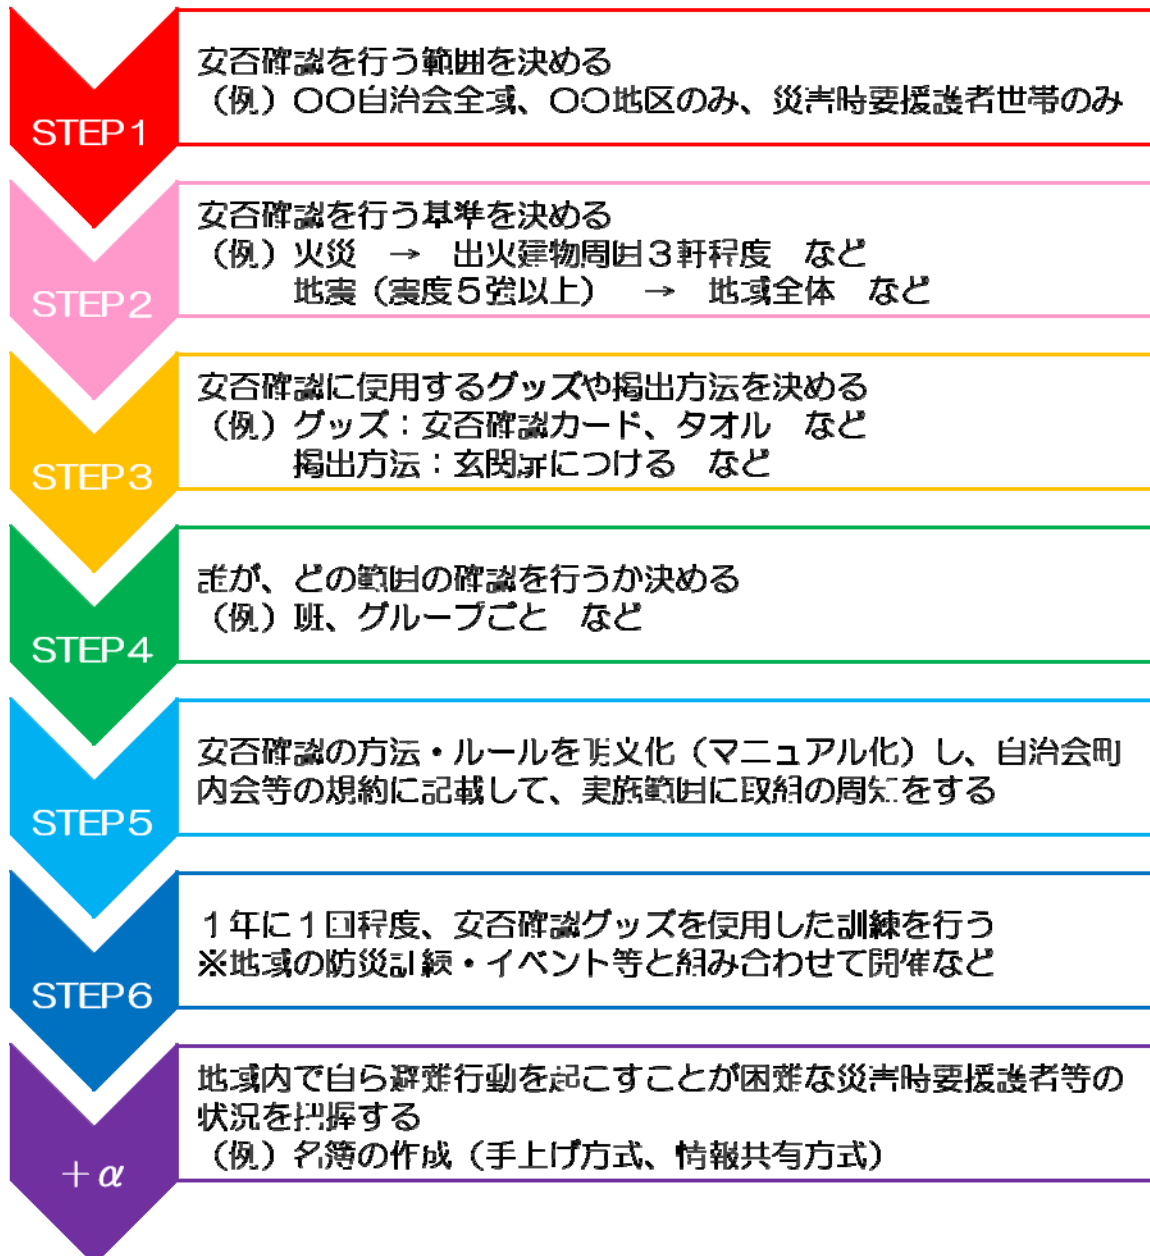 STEP1
安否確認を行う範囲を決める
（例）〇〇自治会全域、〇〇地区のみ、災害時要援護者世帯のみ
STEP2
安否確認を行う基準を決める
（例）火災　→　出火建物周囲３軒程度　など
地震（震度５強以上）　→　地域全体　など
STEP3
安否確認に使用するグッズや掲出方法を決める
（例）グッズ：安否確認カード、タオル　など
掲出方法：玄関扉につける　など
STEP4
誰が、どの範囲の確認を行うか決める
（例）班、グループごと　など
STEP5
安否確認の方法・ルールを明文化（マニュアル化）し、自治会町
内会等の規約に記載して、実施範囲に取組の周知をする
STEP6
１年に１回程度、安否確認グッズを使用した訓練を行う
※地域の防災訓練・イベント等と組み合わせて開催など
＋α
地域内で自ら避難行動を起こすことが困難な災害時要援護者等の
状況を把握する
（例）名簿の作成（手上げ方式、情報共有方式）